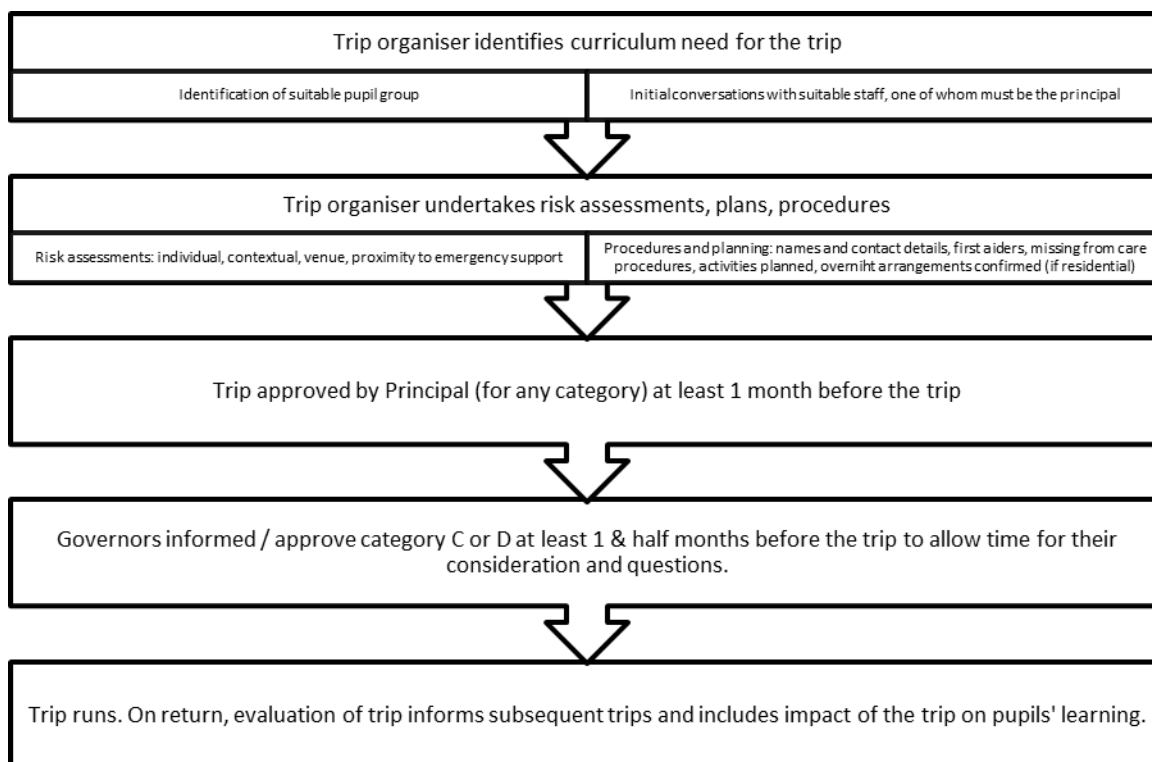 Trip organiser identifies curriculum need for the trip
Identification of suitable pupil group
Initial conversations with suitable staff, one of whom must be the principal
Trip organiser undertakes risk assessments, plans, procedures
Risk assessments: individual, contextual, venue, proximity to emergency support
Procedures and planning: names and contact details, first aiders, missing from care
procedures, activities planned, overniht arrangements confirmed (if residential)
Trip approved by Principal (for any category) at least 1 month before the trip
Governors informed / approve category C or D at least 1 & half months before the trip to allow time for their
consideration and questions.
Trip runs. On return, evaluation of trip informs subsequent trips and includes impact of the trip on pupils' learning.